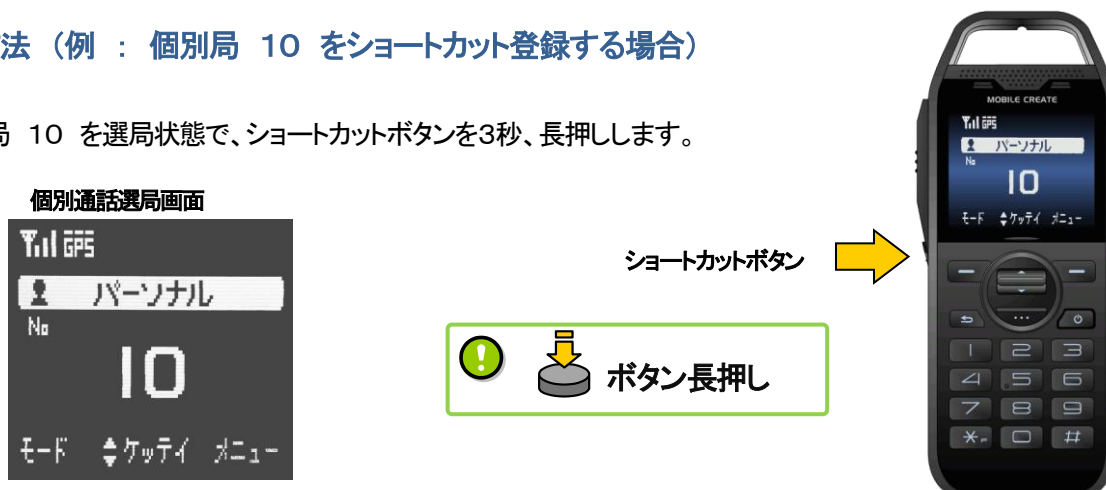 法 （例 ： 個別局 １０ をショートカット登録する場合）
局 １０ を選局状態で、ショートカットボタンを３秒、長押しします。
個別通話選局画面
GPS
パーソナル
No
10
モード ケッテイ メニュー
ショートカットボタン
ボタン長押し
MOBILE CREATE
GPS
パーソナル
No
10
モード ケッテイ メニュー
1 2 3
4 5 6
7 8 9
* 0 #